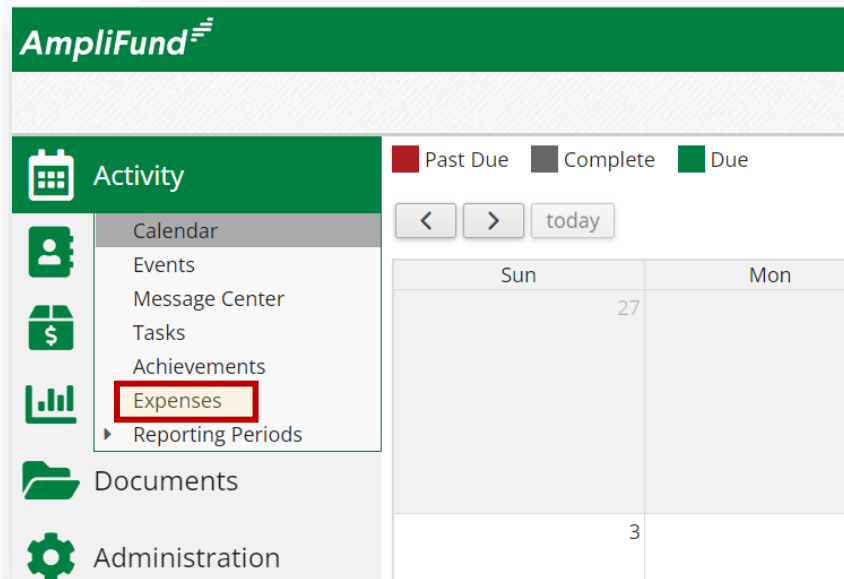 AmpliFund
Activity
Past Due Complete Due
Calendar
Events
Message Center
Tasks
Achievements
Expenses
Reporting Periods
Documents
Administration
today
Sun Mon
27
3